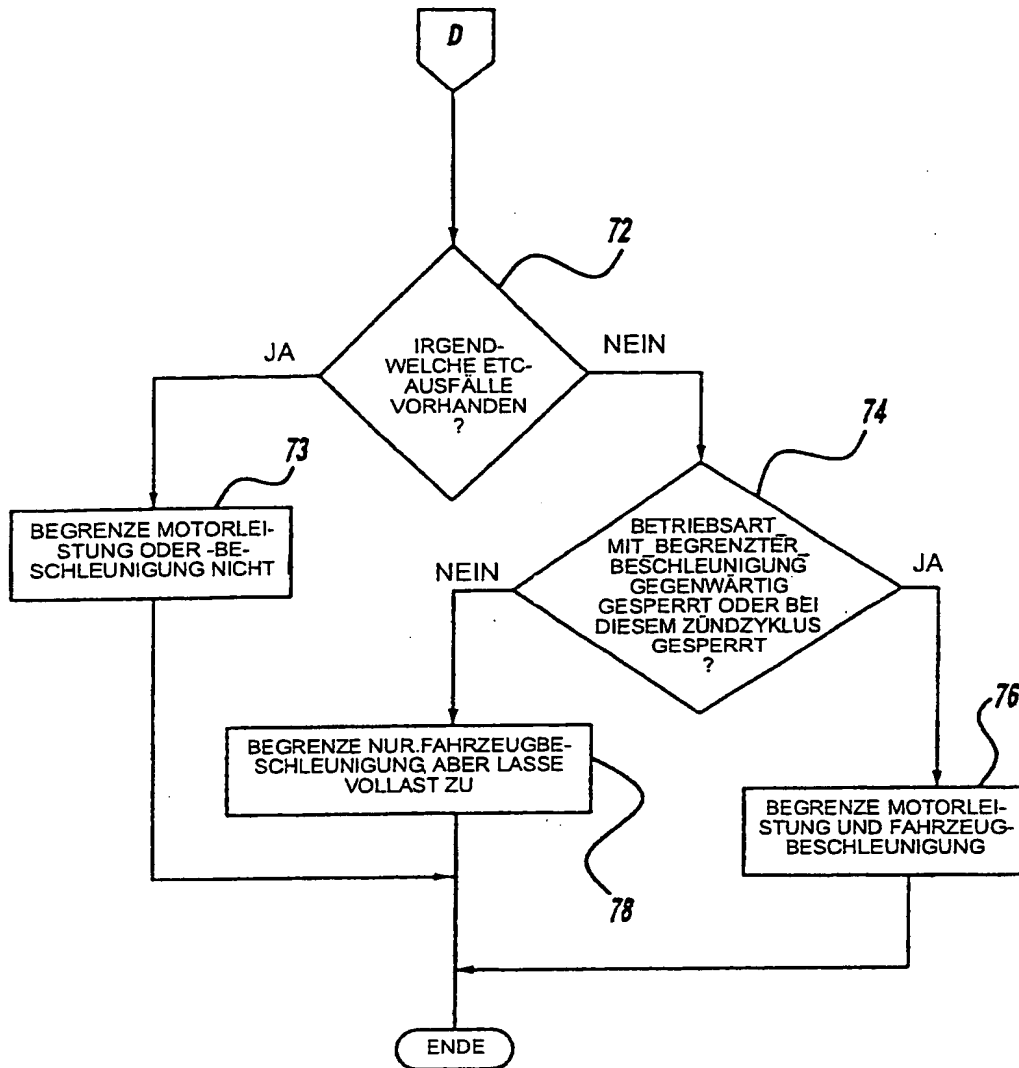 D
72
IRGEND-
WELCHE ETC-
AUSFÄLLE
VORHANDEN
?
JA
NEIN
74
73
BEGRENZE MOTORLEI-
STUNG ODER -BE-
SCHLEUNIGUNG NICHT
BETRIEBSART_
MIT_BEGRENZTER_
BESCHLEUNIGUNG
GEGENWÄRTIG
GESPERRT ODER BEI
DIESEM ZÜNDZYKLUS
GESPERRT
?
NEIN
JA
76
BEGRENZE NUR.FAHRZEUGBE-
SCHLEUNIGUNG, ABER LASSE
VOLLAST ZU
78
BEGRENZE MOTORLEI-
STUNG UND FAHRZEUG-
BESCHLEUNIGUNG
ENDE